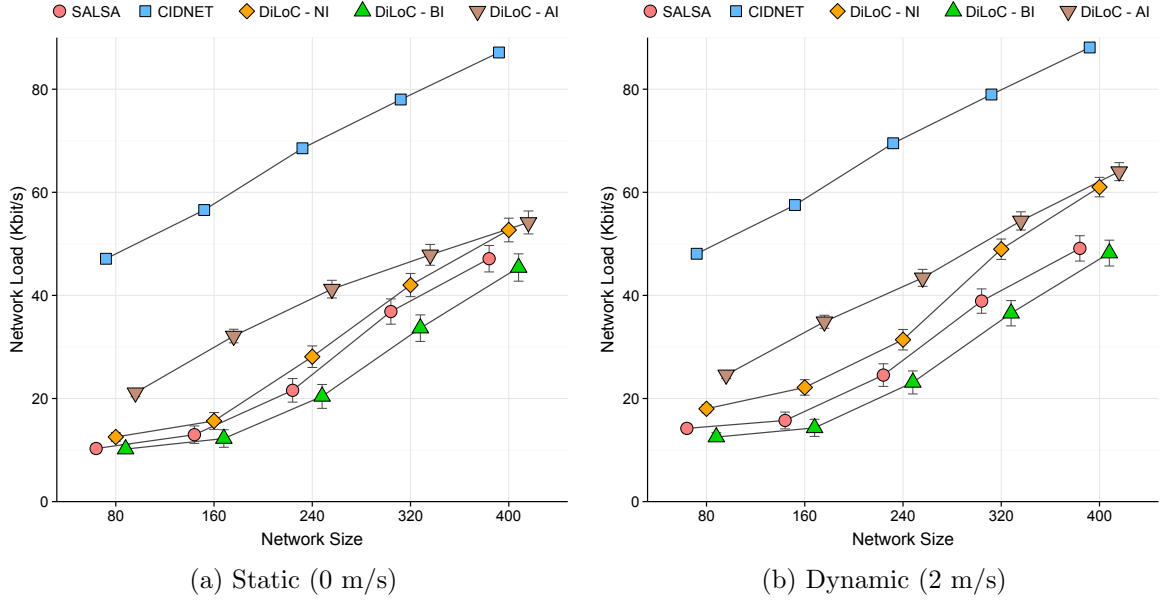 SALSA CIDNET DiLoC - NI DiLoC - BI DiLoC - AI
Network Load (Kbit/s)
80
60
40
20
0
80 160 240 320 400
Network Size
(a) Static (0 m/s)
SALSA CIDNET DiLoC - NI DiLoC - BI DiLoC - AI
Network Load (Kbit/s)
80
60
40
20
0
80 160 240 320 400
Network Size
(b) Dynamic (2 m/s)